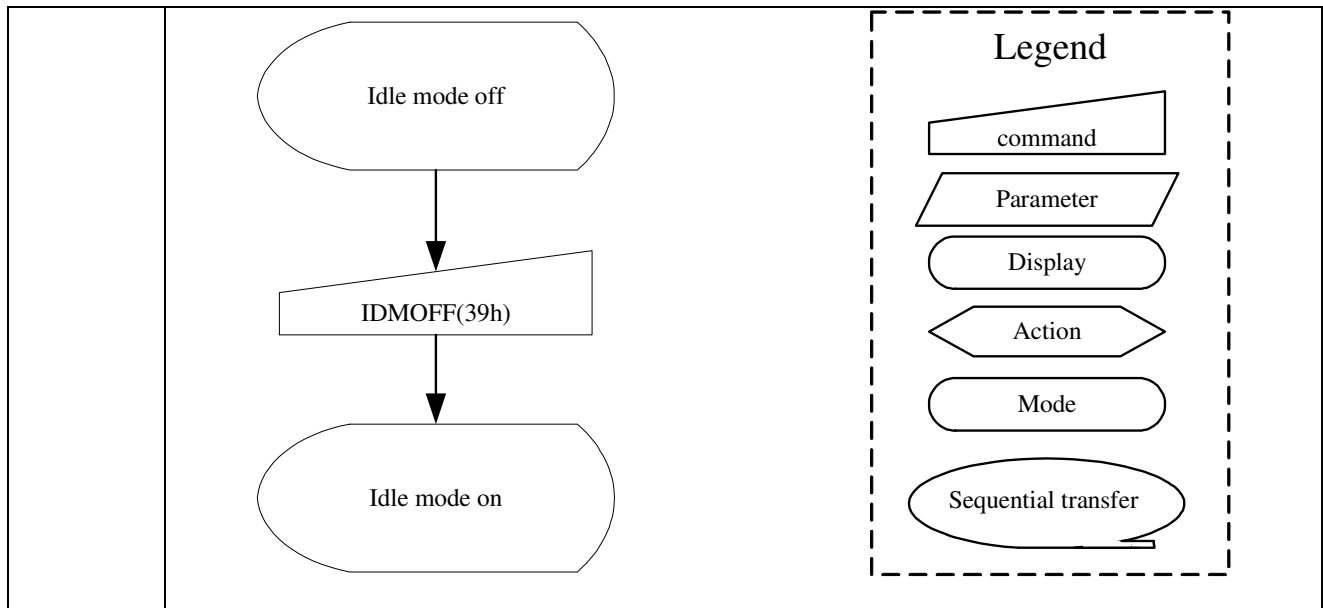 Idle mode off
IDMOFF(39h)
Idle mode on
Legend
command
Parameter
Display
Action
Mode
Sequential transfer